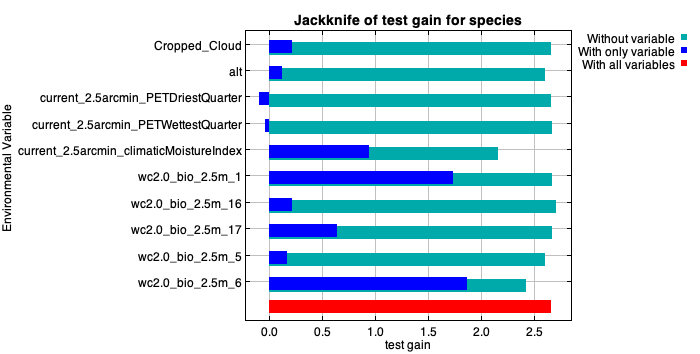 Jackknife of test gain for species
Without variable
With only variable
With all variables
Environmental Variable
Cropped_Cloud
alt
current_2.5arcmin_PETDriestQuarter
current_2.5arcmin_PETWettestQuarter
current_2.5arcmin_climaticMoistureIndex
wc2.0_bio_2.5m_1
wc2.0_bio_2.5m_16
wc2.0_bio_2.5m_17
wc2.0_bio_2.5m_5
wc2.0_bio_2.5m_6
0.0 0.5 1.0 1.5 2.0 2.5
test gain